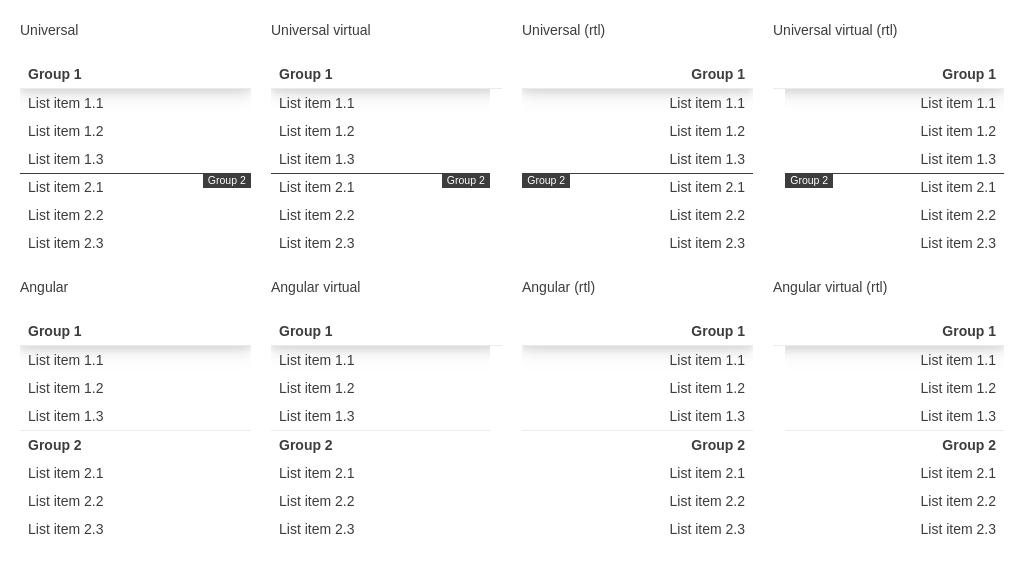 Universal
Group 1
List item 1.1
List item 1.2
List item 1.3
Group 2
List item 2.1
List item 2.2
List item 2.3
Universal virtual
Group 1
List item 1.1
List item 1.2
List item 1.3
Group 2
List item 2.1
List item 2.2
List item 2.3
Universal (rtl)
Group 1
List item 1.1
List item 1.2
List item 1.3
Group 2
List item 2.1
List item 2.2
List item 2.3
Universal virtual (rtl)
Group 1
List item 1.1
List item 1.2
List item 1.3
Group 2
List item 2.1
List item 2.2
List item 2.3
Angular
Group 1
List item 1.1
List item 1.2
List item 1.3
Group 2
List item 2.1
List item 2.2
List item 2.3
Angular virtual
Group 1
List item 1.1
List item 1.2
List item 1.3
Group 2
List item 2.1
List item 2.2
List item 2.3
Angular (rtl)
Group 1
List item 1.1
List item 1.2
List item 1.3
Group 2
List item 2.1
List item 2.2
List item 2.3
Angular virtual (rtl)
Group 1
List item 1.1
List item 1.2
List item 1.3
Group 2
List item 2.1
List item 2.2
List item 2.3